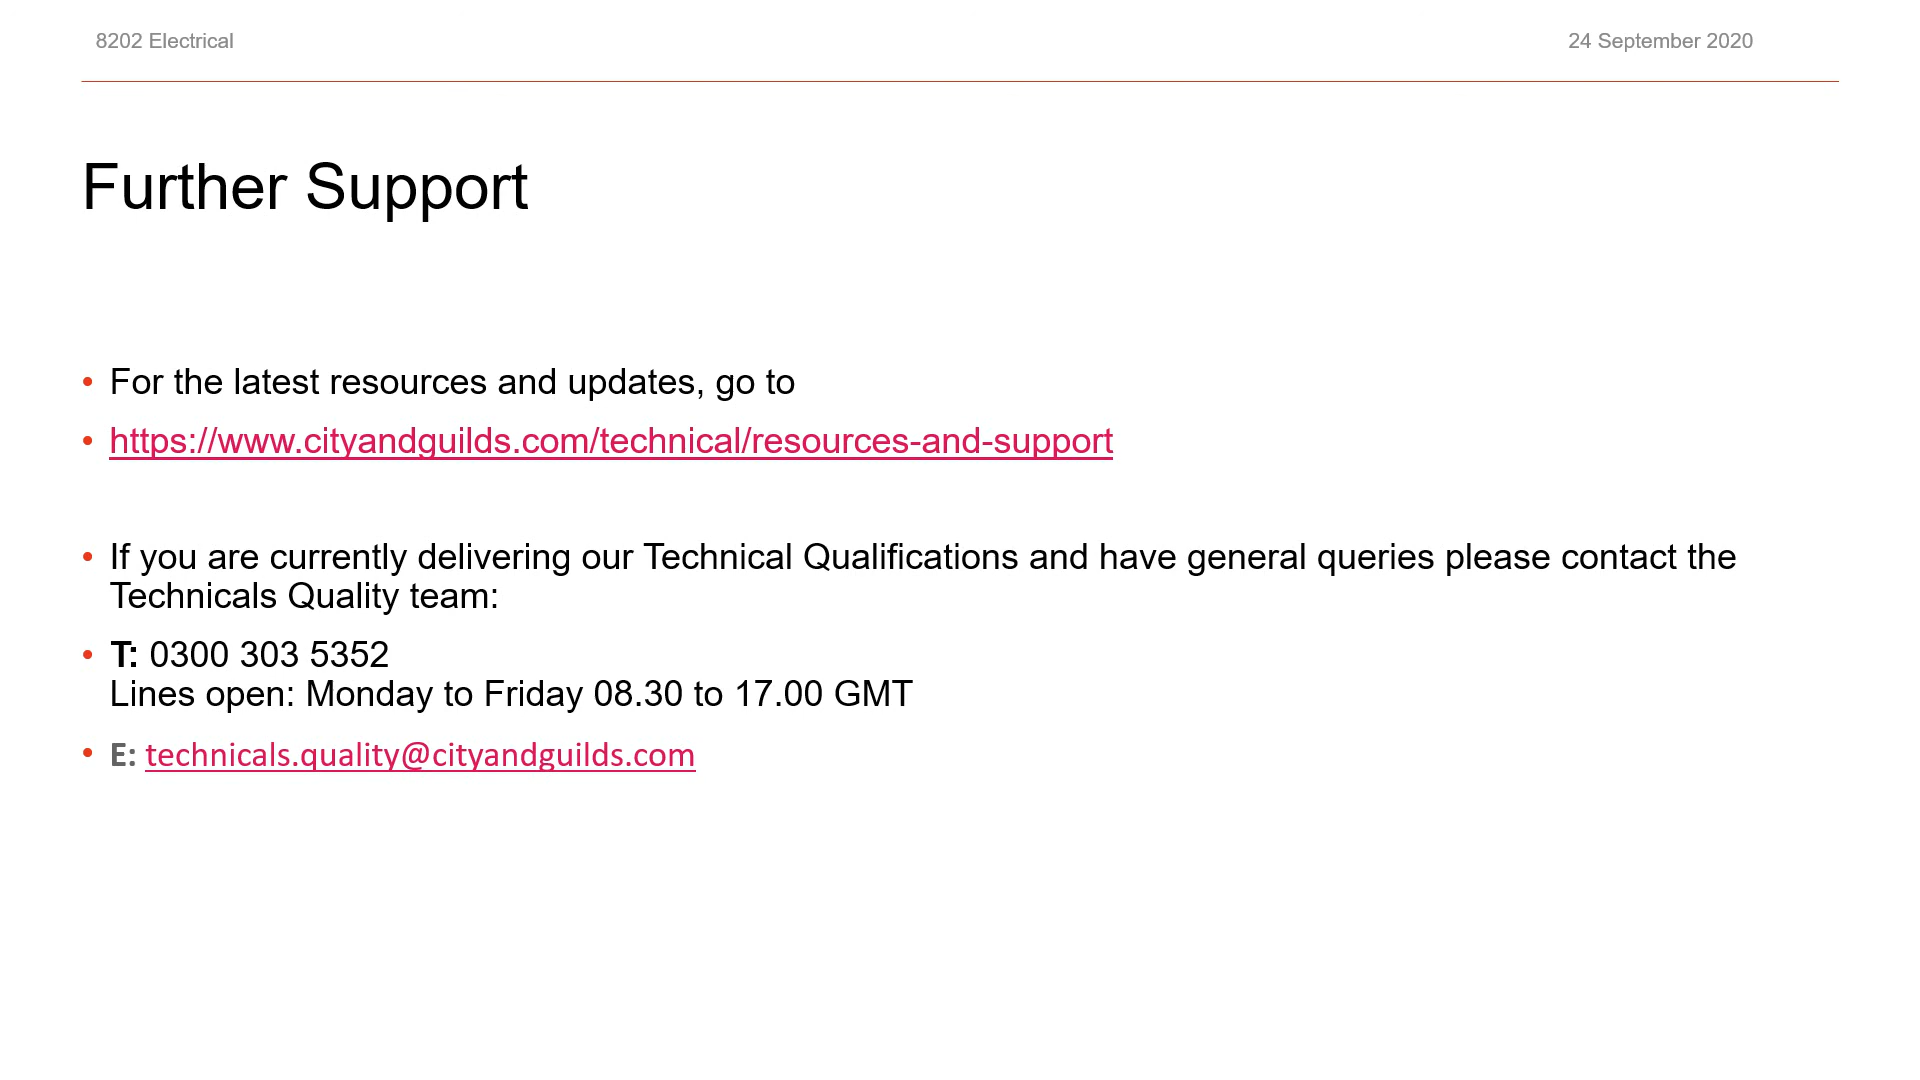 8202 Electrical
24 September 2020
Further Support
• For the latest resources and updates, go to
• https://www.cityandguilds.com/technical/resources-and-support
• If you are currently delivering our Technical Qualifications and have general queries please contact the
Technicals Quality team:
• T: 0300 303 5352
Lines open: Monday to Friday 08.30 to 17.00 GMT
• E: technicals.quality@cityandguilds.com